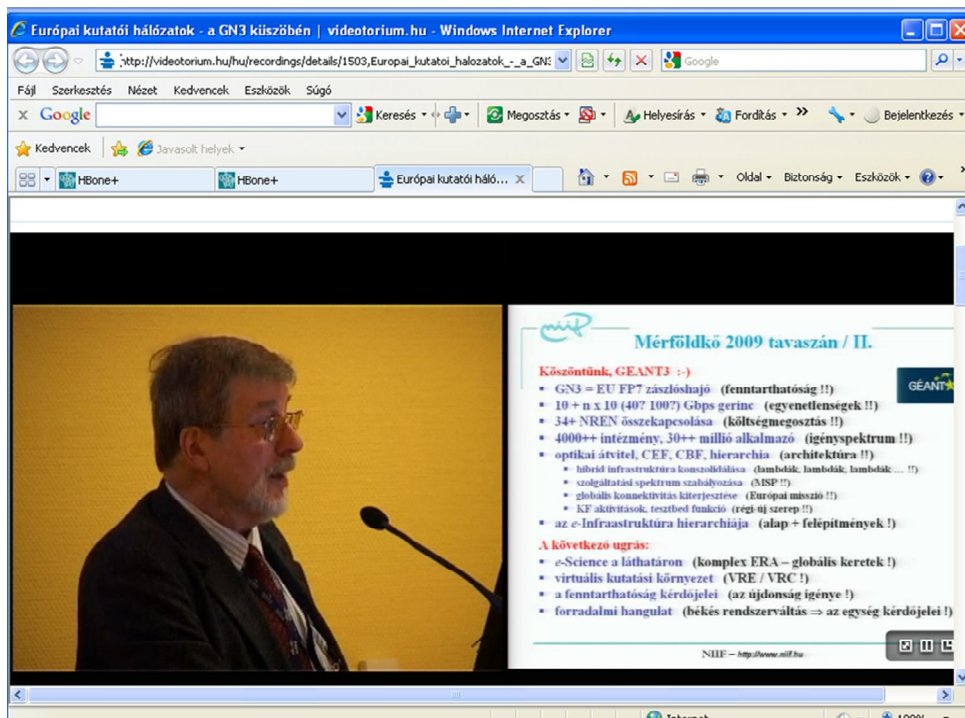 Európai kutatói hálózatok - a GN3 küszöbén | videotorium.hu - Windows Internet Explorer
http://videotorium.hu/hu/recordings/details/1503,Europai_kutatoi_halozatok_-_a_GN3
Google
Fájl Szerkesztés Nézet Kedvencek Eszközök Súgó
x Google Keresés Megosztás Helyesírás Fordítás Bejelentkezés
Kedvencek Javasolt helyek
HBone+ HBone+ Európai kutatói háló... Oldal Biztonság Eszközök
niif
Mérföldkő 2009 tavaszán / II.
Köszöntünk, GEANT3 :-)
GÉANT
▪ GN3 = EU FP7 zászlóshajó (fenntarthatóság !!)
▪ 10 + n x 10 (40? 100?) Gbps gerinc (egyenetlenségek !!)
▪ 34+ NREN összekapcsolása (költségmegosztás !!)
▪ 4000++ intézmény, 30++ millió alkalmazó (igényspektrum !!)
▪ optikai átvitel, CEF, CBF, hierarchia (architektúra !!)
▪ hibrid infrastruktúra konszolidálása (lambdák, lambdák, lambdák ... !!)
▪ szolgáltatási spektrum szabályozása (MSP !!)
▪ globális konnektivitás kiterjesztése (Európai misszió !!)
▪ KF aktivitások, tesztbed funkció (régi-új szerep !!)
▪ az e-Infraastruktúra hierarchiája (alap + felépítmények !)
A következő ugrás:
▪ e-Science a láthatáron (komplex ERA – globális keretek !)
▪ virtuális kutatási környezet (VRE / VRC !)
▪ a fenntarthatóság kérdőjelei (az újdonság igénye !)
▪ forradalmi hangulat (békés rendszerváltás ⇒ az egység kérdőjelei !)
NIIF – http://www.niif.hu
Internet 100%